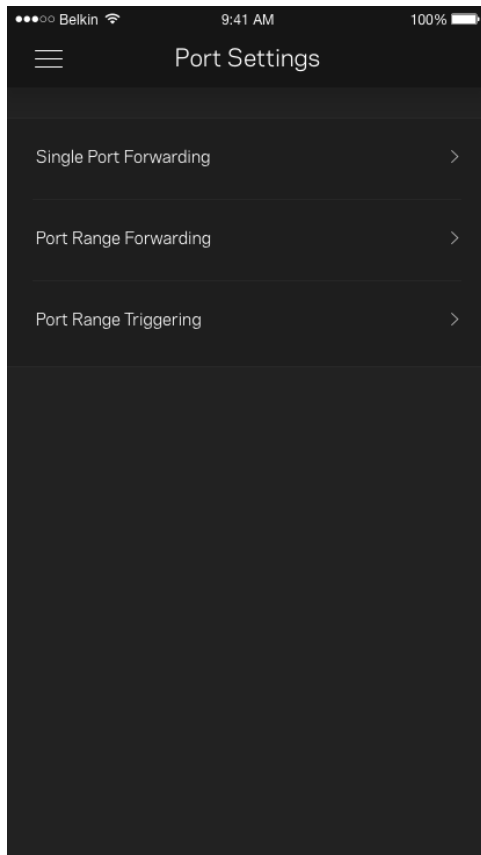 Belkin 9:41 AM 100%
Port Settings
Single Port Forwarding
Port Range Forwarding
Port Range Triggering